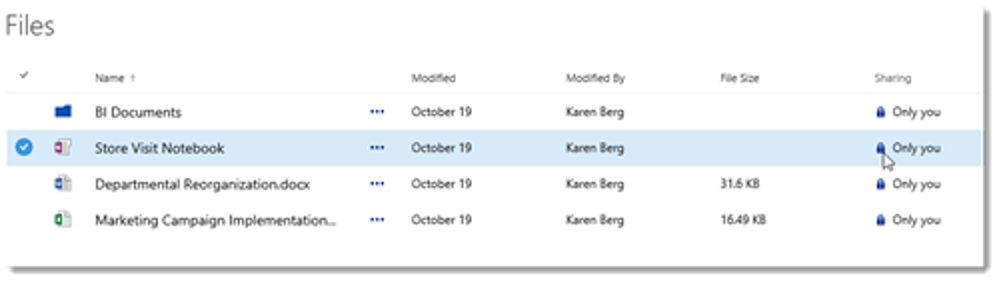 Files
Name ↑ Modified Modified By File Size Sharing
BI Documents ... October 19 Karen Berg Only you
Store Visit Notebook ... October 19 Karen Berg Only you
Departmental Reorganization.docx ... October 19 Karen Berg 31.6 KB Only you
Marketing Campaign Implementation... ... October 19 Karen Berg 16.49 KB Only you